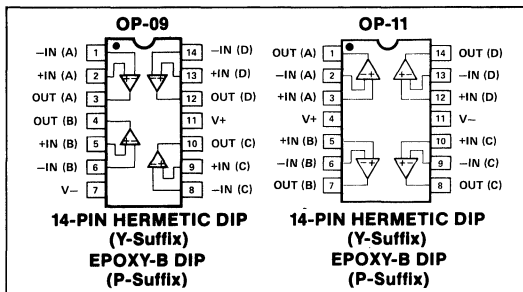 OP-09
–IN (A) 1 14 –IN (D)
+IN (A) 2 13 +IN (D)
OUT (A) 3 12 OUT (D)
OUT (B) 4 11 V+
+IN (B) 5 10 OUT (C)
–IN (B) 6 9 +IN (C)
V– 7 8 –IN (C)
14-PIN HERMETIC DIP
(Y-Suffix)
EPOXY-B DIP
(P-Suffix)
OP-11
OUT (A) 1 14 OUT (D)
–IN (A) 2 13 –IN (D)
+IN (A) 3 12 +IN (D)
V+ 4 11 V–
+IN (B) 5 10 +IN (C)
–IN (B) 6 9 –IN (C)
OUT (B) 7 8 OUT (C)
14-PIN HERMETIC DIP
(Y-Suffix)
EPOXY-B DIP
(P-Suffix)